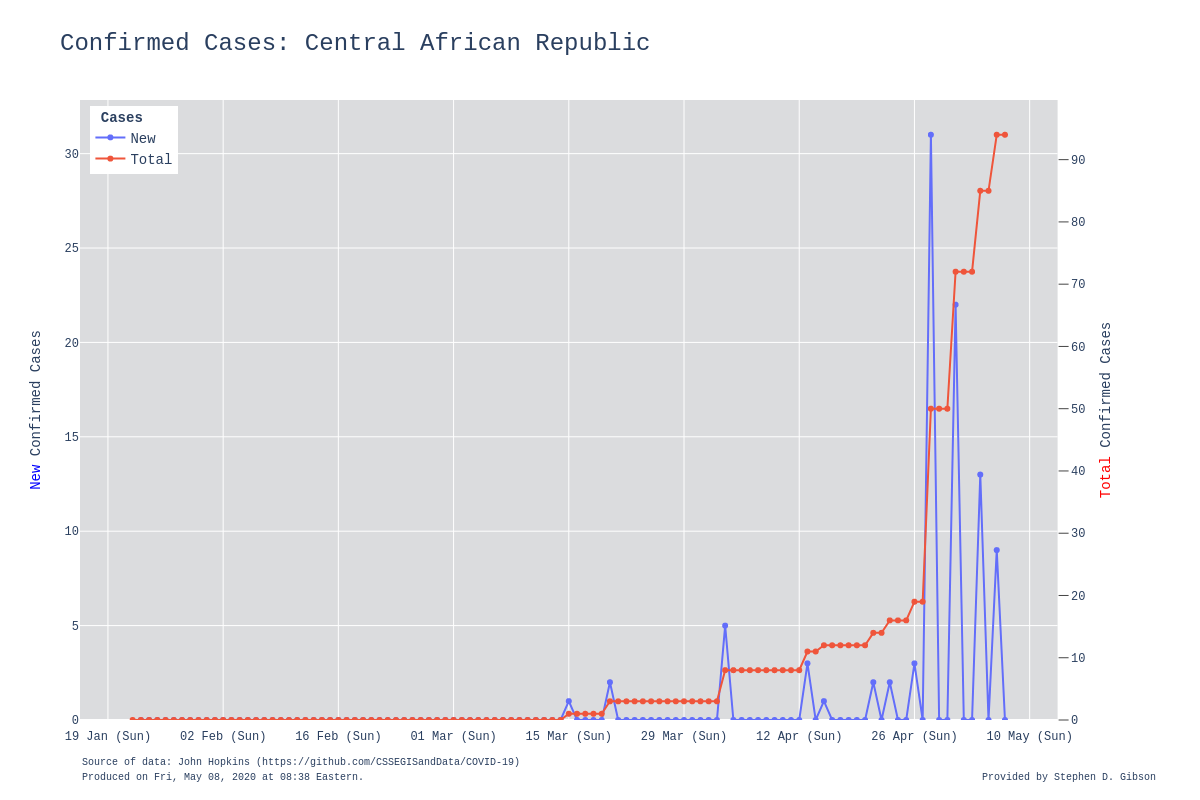 Confirmed Cases: Central African Republic
Cases
New
Total
30
25
20
15
10
5
0
New Confirmed Cases
90
80
70
60
50
40
30
20
10
0
Total Confirmed Cases
19 Jan (Sun) 02 Feb (Sun) 16 Feb (Sun) 01 Mar (Sun) 15 Mar (Sun) 29 Mar (Sun) 12 Apr (Sun) 26 Apr (Sun) 10 May (Sun)
Source of data: John Hopkins (https://github.com/CSSEGISandData/COVID-19)
Produced on Fri, May 08, 2020 at 08:38 Eastern.
Provided by Stephen D. Gibson